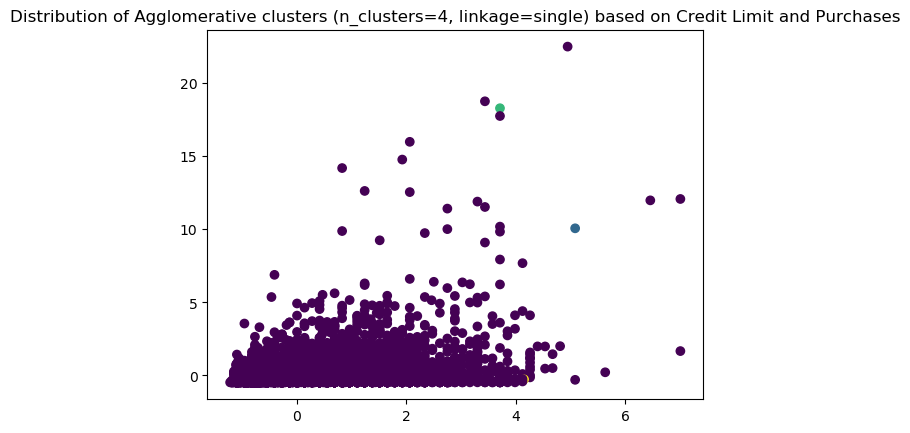 Distribution of Agglomerative clusters (n_clusters=4, linkage=single) based on Credit Limit and Purchases
20
15
10
5
0
0 2 4 6